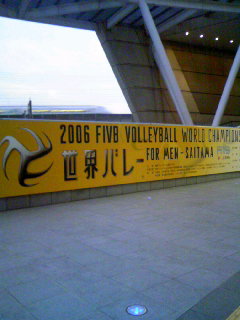 2006 FIVB VOLLEYBALL WORLD CHAMPIONS
世界バレー FOR MEN - SAITAMA